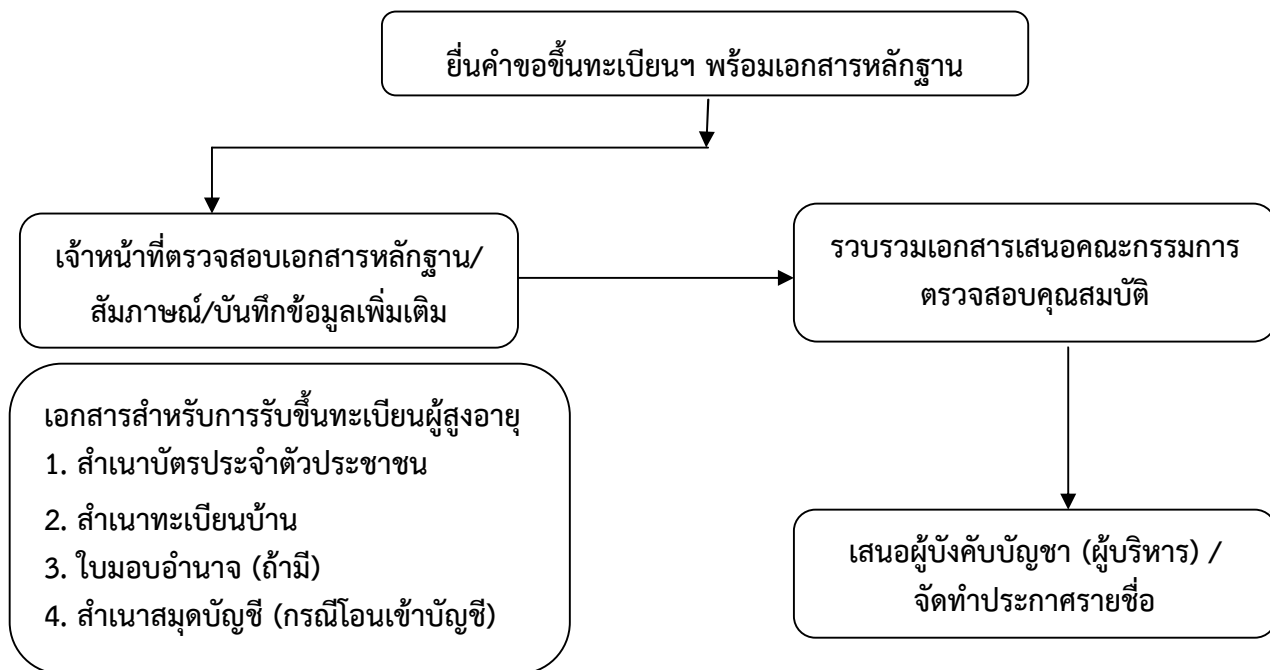 ยื่นคำขอขึ้นทะเบียนฯ พร้อมเอกสารหลักฐาน
เจ้าหน้าที่ตรวจสอบเอกสารหลักฐาน/
สัมภาษณ์/บันทึกข้อมูลเพิ่มเติม
รวบรวมเอกสารเสนอคณะกรรมการ
ตรวจสอบคุณสมบัติ
เอกสารสำหรับการรับขึ้นทะเบียนผู้สูงอายุ
1. สำเนาบัตรประจำตัวประชาชน
2. สำเนาทะเบียนบ้าน
3. ใบมอบอำนาจ (ถ้ามี)
4. สำเนาสมุดบัญชี (กรณีโอนเข้าบัญชี)
เสนอผู้บังคับบัญชา (ผู้บริหาร) /
จัดทำประกาศรายชื่อ